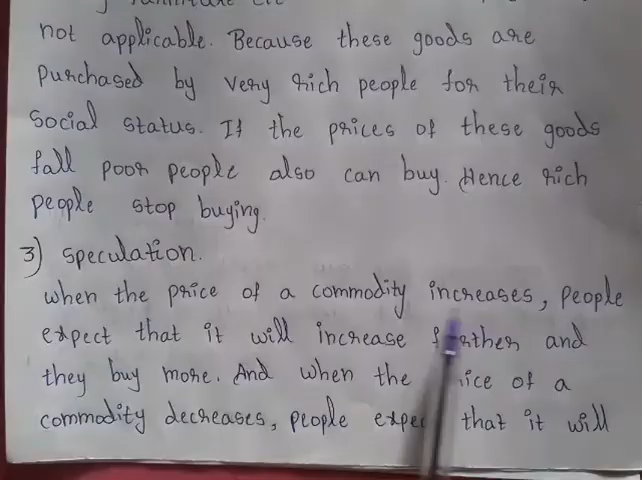 not applicable. Because these goods are
purchased by very rich people for their
Social status. If the prices of these goods
fall poor people also can buy. Hence rich
people stop buying.
3) Speculation.
when the price of a commodity increases, people
expect that it will increase and
they buy more. And when the of a
commodity decreases, people that it will